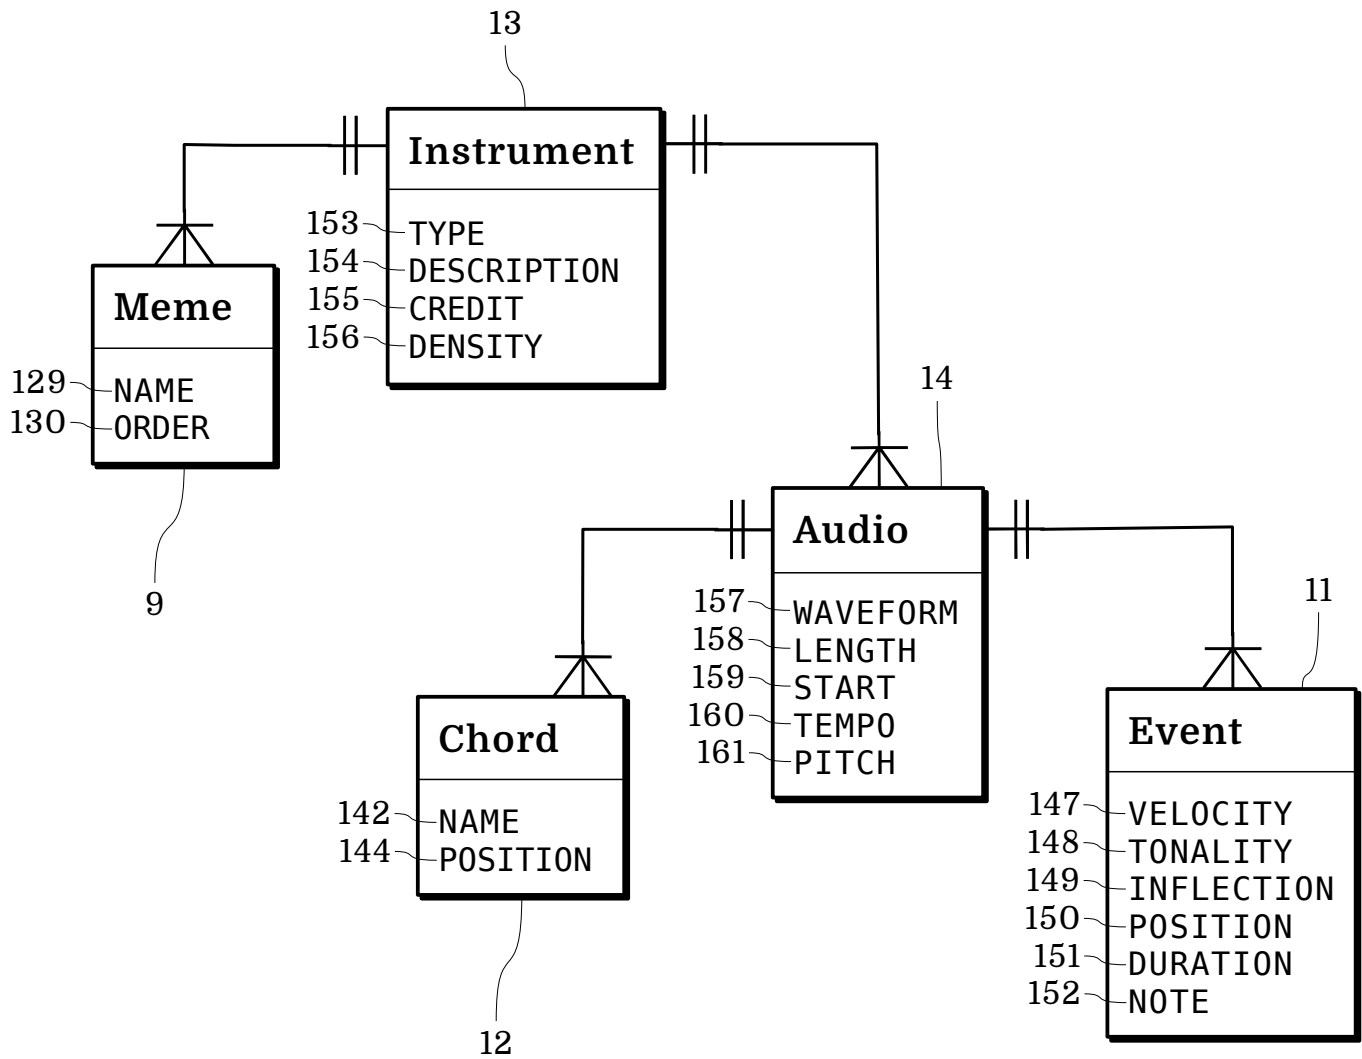 13
Instrument
153 TYPE
154 DESCRIPTION
155 CREDIT
156 DENSITY
Meme
129 NAME
130 ORDER
9
14
Audio
157 WAVEFORM
158 LENGTH
159 START
160 TEMPO
161 PITCH
Chord
142 NAME
144 POSITION
12
11
Event
147 VELOCITY
148 TONALITY
149 INFLECTION
150 POSITION
151 DURATION
152 NOTE